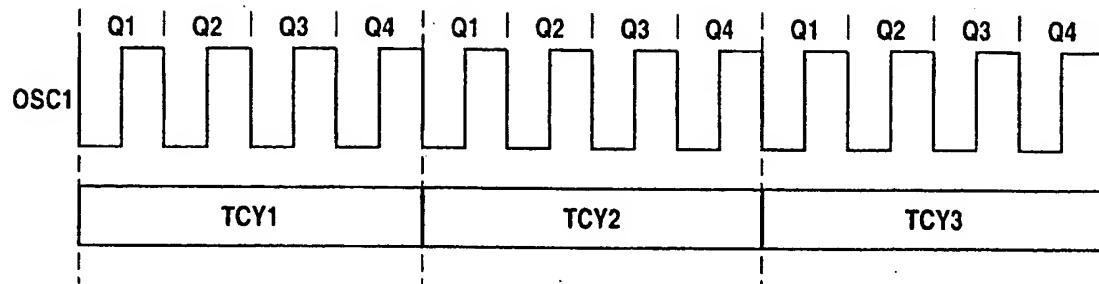 Q1 | Q2 | Q3 | Q4 | Q1 | Q2 | Q3 | Q4 | Q1 | Q2 | Q3 | Q4
OSC1
TCY1 TCY2 TCY3